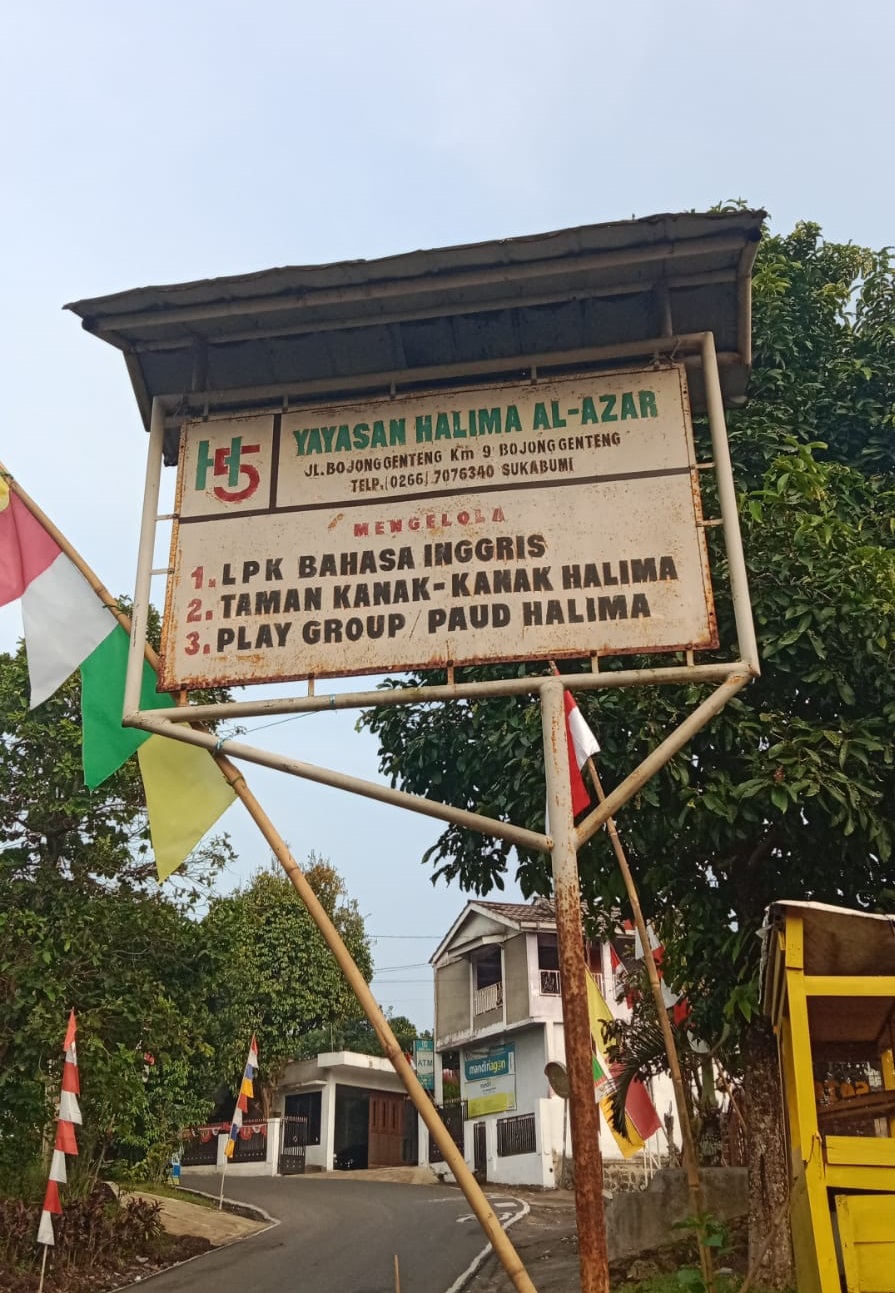 H5
YAYASAN HALIMA AL-AZAR
JL.BOJONGGENTENG Km 9 BOJONGGENTENG
TELP.(0266) 7076340 SUKABUMI
MENGELOLA
1. LPK BAHASA INGGRIS
2. TAMAN KANAK-KANAK HALIMA
3. PLAY GROUP / PAUD HALIMA
ATM
mandiri agen